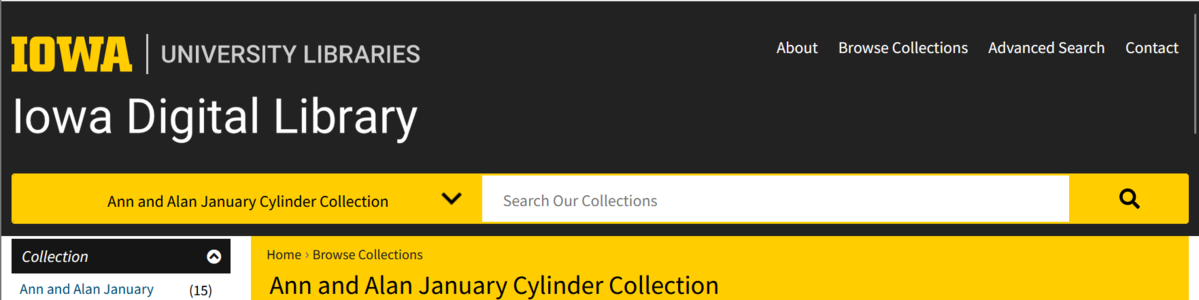 IOWA UNIVERSITY LIBRARIES
About Browse Collections Advanced Search Contact
Iowa Digital Library
Ann and Alan January Cylinder Collection
Search Our Collections
Collection
Ann and Alan January (15)
Home › Browse Collections
Ann and Alan January Cylinder Collection